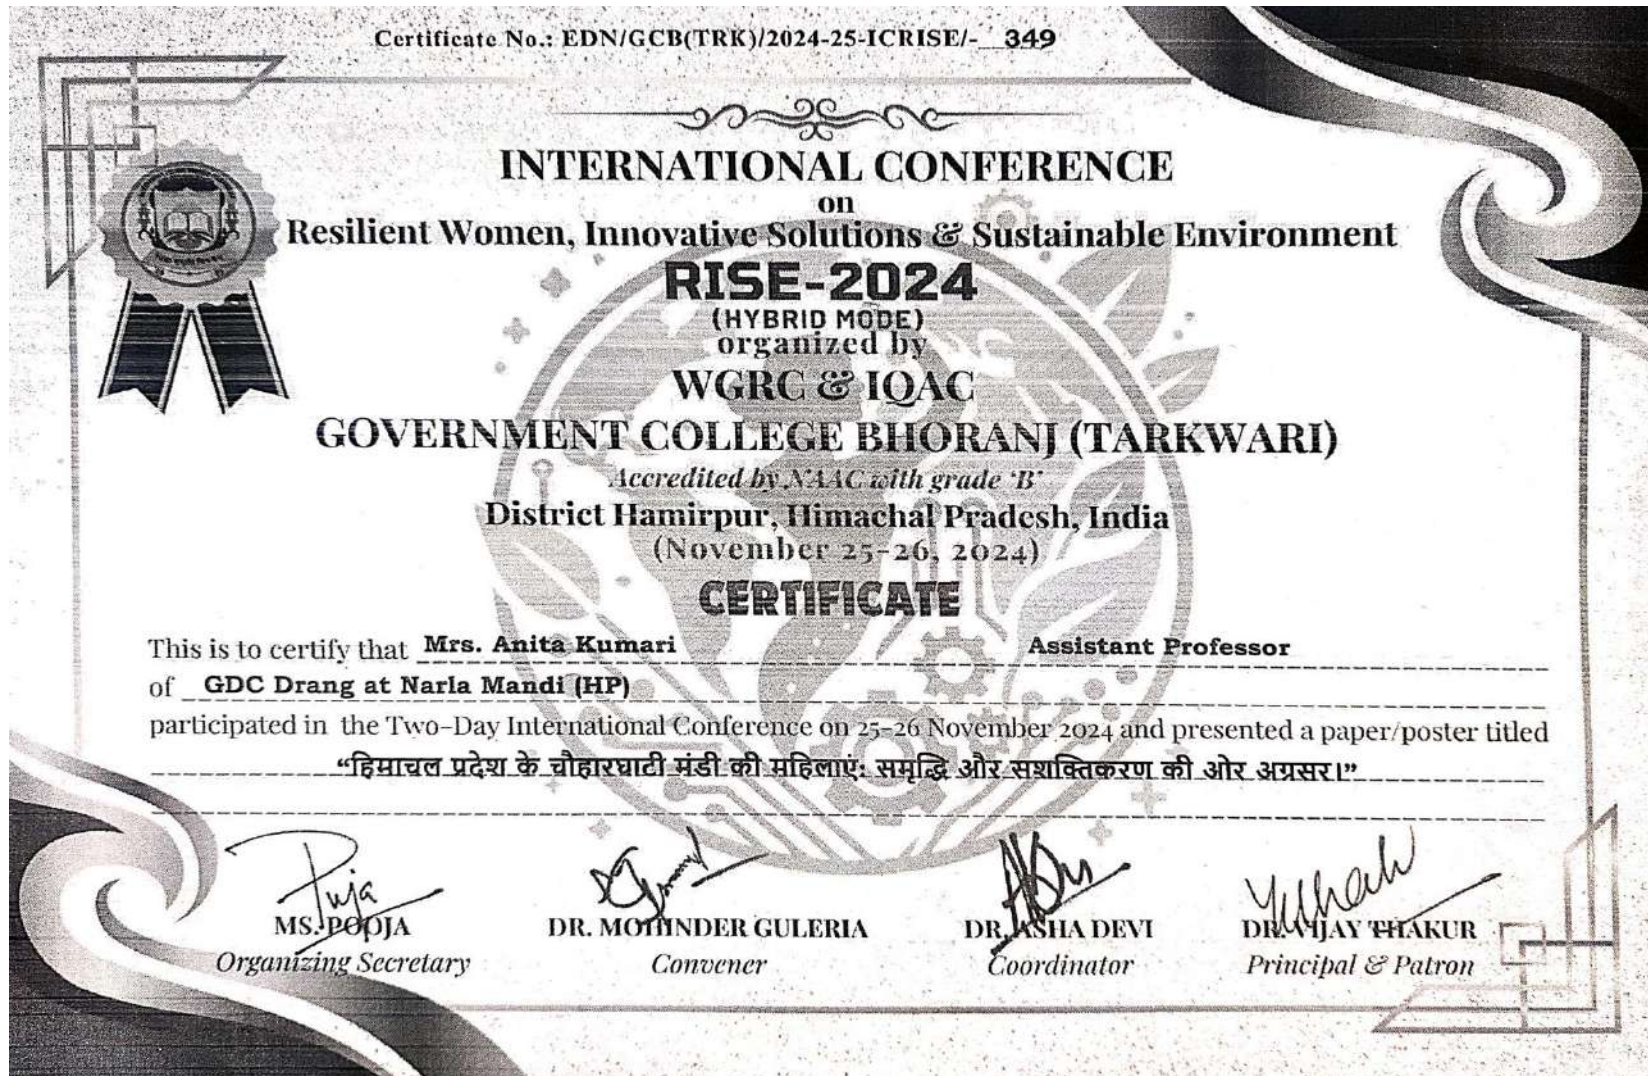 Certificate No.: EDN/GCB(TRK)/2024-25-ICRISE/- 349
INTERNATIONAL CONFERENCE
on
Resilient Women, Innovative Solutions & Sustainable Environment
RISE-2024
(HYBRID MODE)
organized by
WGRC & IQAC
GOVERNMENT COLLEGE BHORANJ (TARKWARI)
Accredited by NAAC with grade 'B'
District Hamirpur, Himachal Pradesh, India
(November 25-26, 2024)
CERTIFICATE
This is to certify that Mrs. Anita Kumari Assistant Professor
of GDC Drang at Narla Mandi (HP)
participated in the Two-Day International Conference on 25-26 November 2024 and presented a paper/poster titled
“हिमाचल प्रदेश के चौहारघाटी मंडी की महिलाएं: समृद्धि और सशक्तिकरण की ओर अग्रसर।”
Puja
MS. POOJA
DR. MOHINDER GULERIA
DR. ASHA DEVI
DR. VIJAY THAKUR
Organizing Secretary
Convener
Coordinator
Principal & Patron